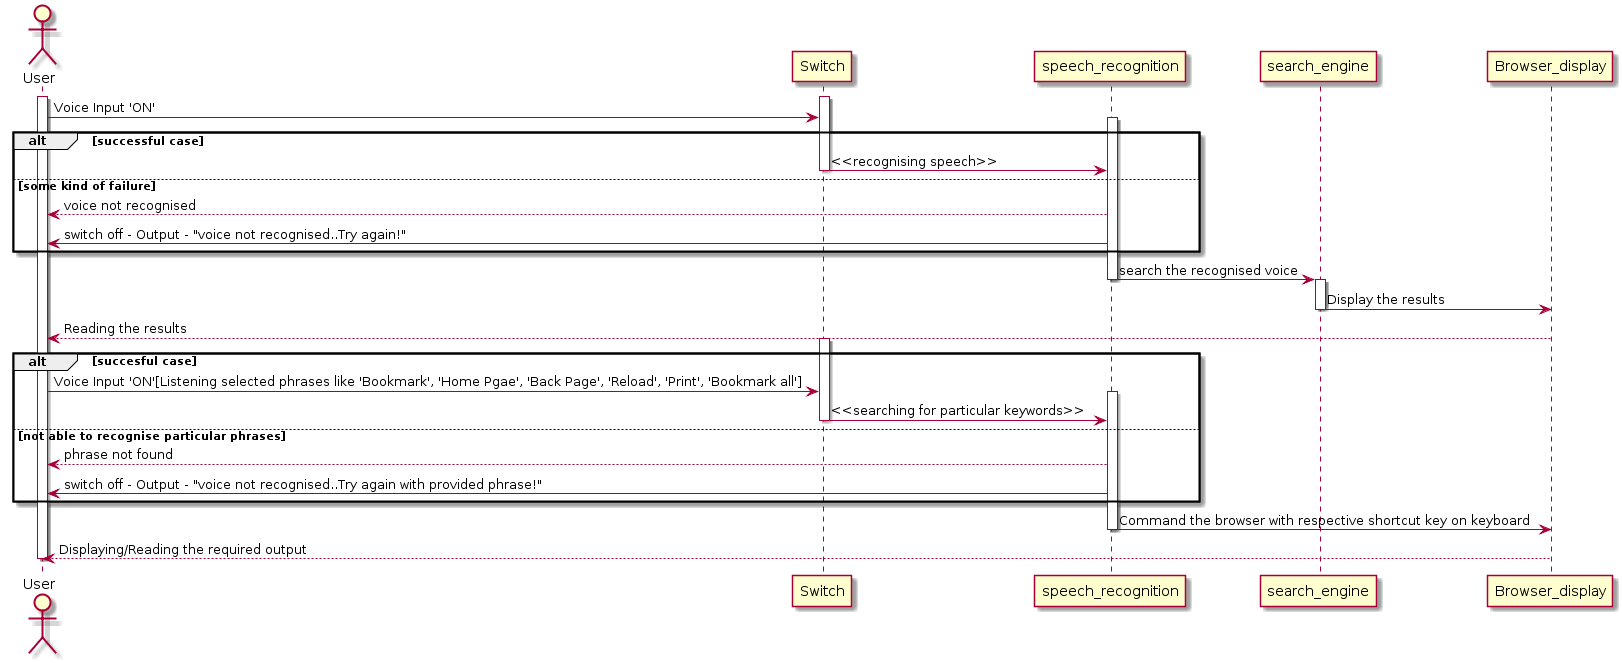 User
Switch
speech_recognition
search_engine
Browser_display
Voice Input 'ON'
alt [successful case]
<<recognising speech>>
[some kind of failure]
voice not recognised
switch off - Output - "voice not recognised..Try again!"
search the recognised voice
Display the results
Reading the results
alt [succesful case]
Voice Input 'ON'[Listening selected phrases like 'Bookmark', 'Home Pgae', 'Back Page', 'Reload', 'Print', 'Bookmark all']
<<searching for particular keywords>>
[not able to recognise particular phrases]
phrase not found
switch off - Output - "voice not recognised..Try again with provided phrase!"
Command the browser with respective shortcut key on keyboard
Displaying/Reading the required output
User
Switch
speech_recognition
search_engine
Browser_display